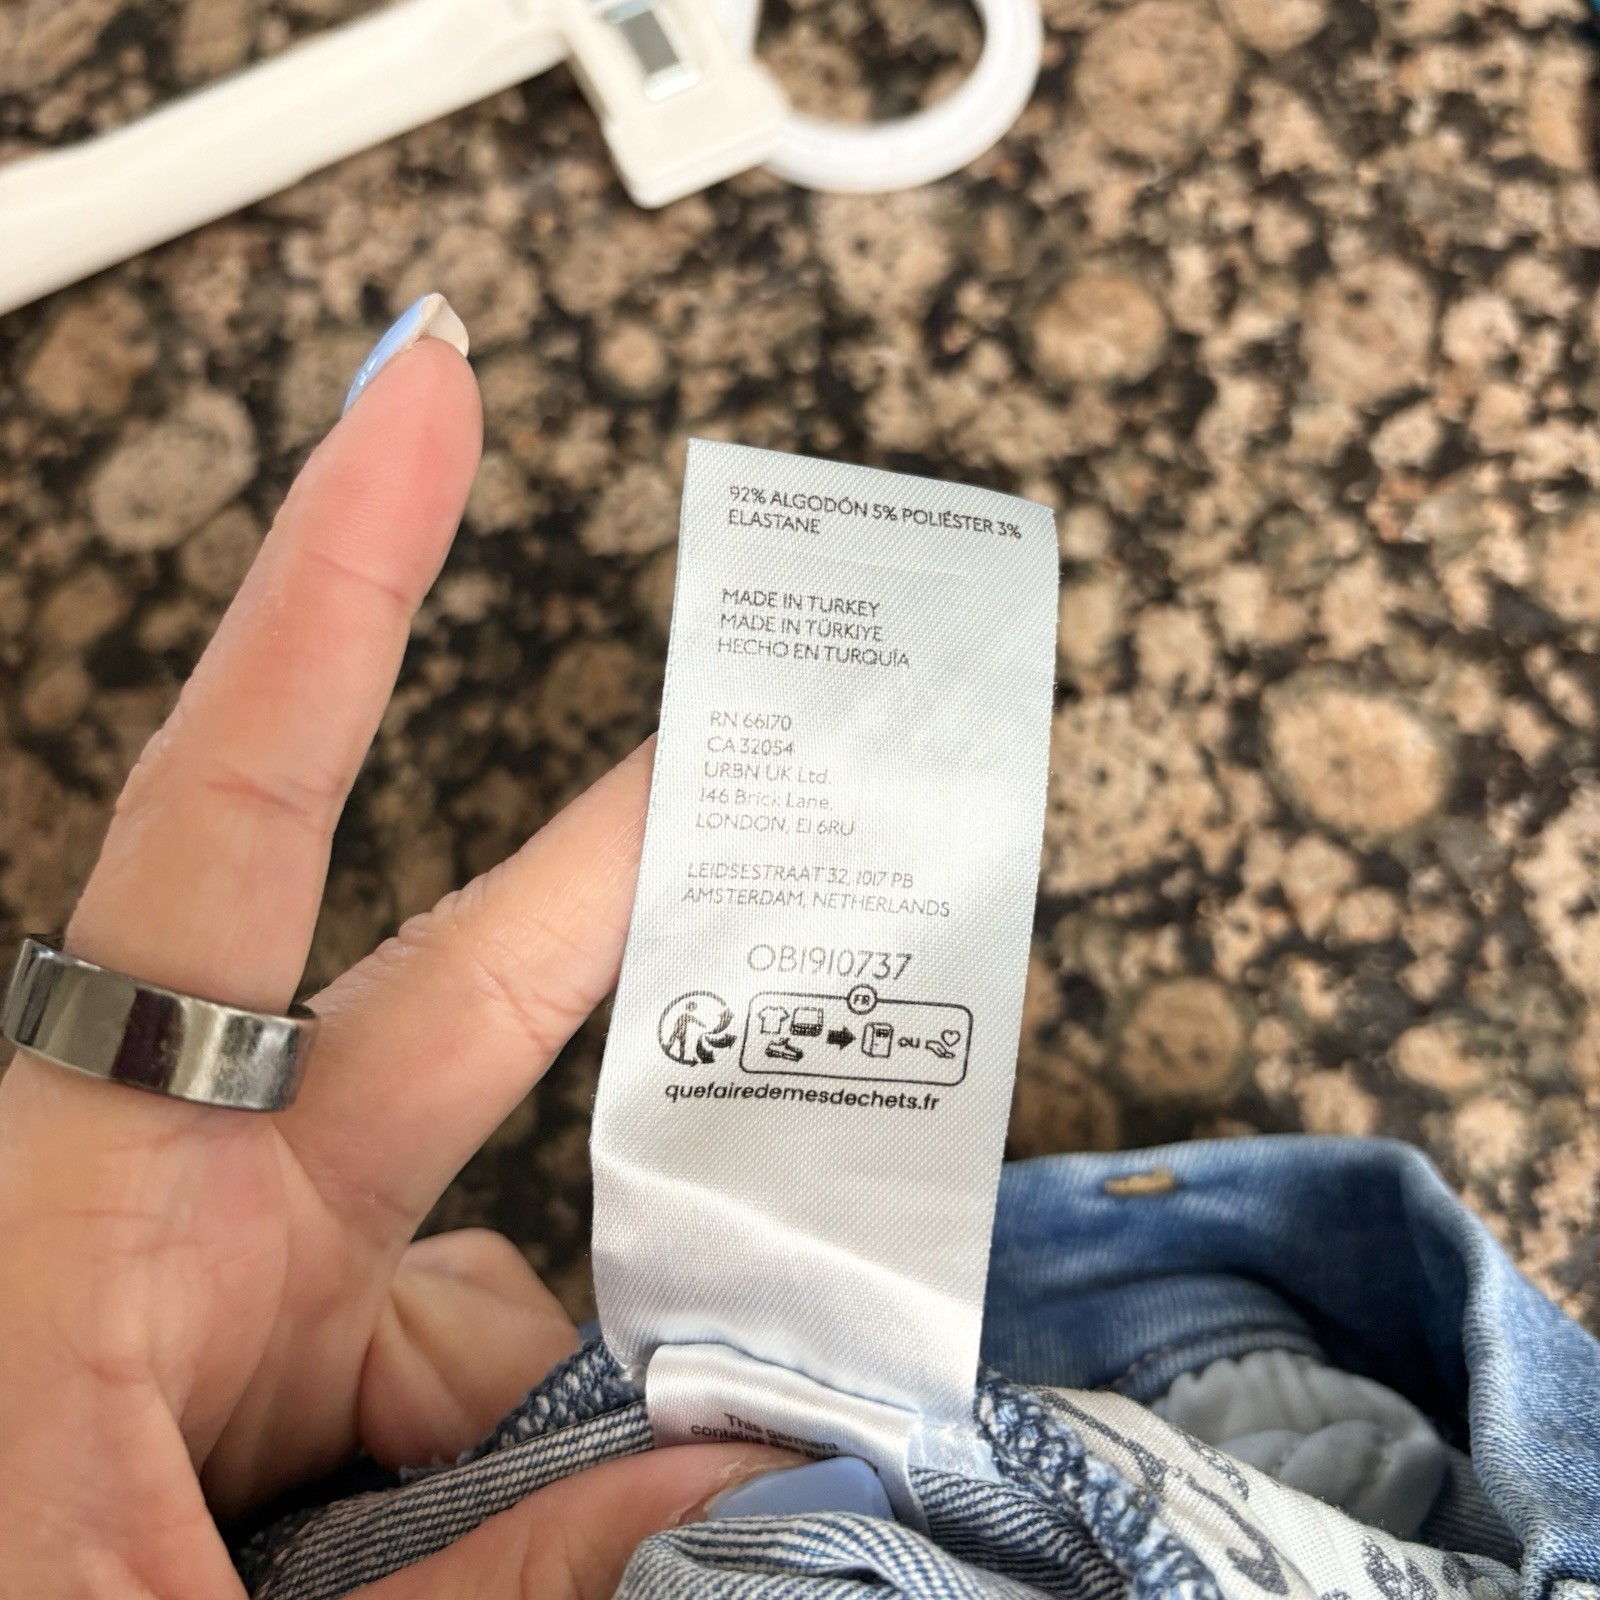 92% ALGODÓN 5% POLIÉSTER 3%
ELASTANE
MADE IN TURKEY
MADE IN TÜRKIYE
HECHO EN TURQUÍA
RN 66170
CA 32054
URBN UK Ltd.
146 Brick Lane,
LONDON, E1 6RU
LEIDSESTRAAT 32, 1017 PB
AMSTERDAM, NETHERLANDS
OB1910737
FR
OU
quefairedemesdechets.fr
This garment
contains